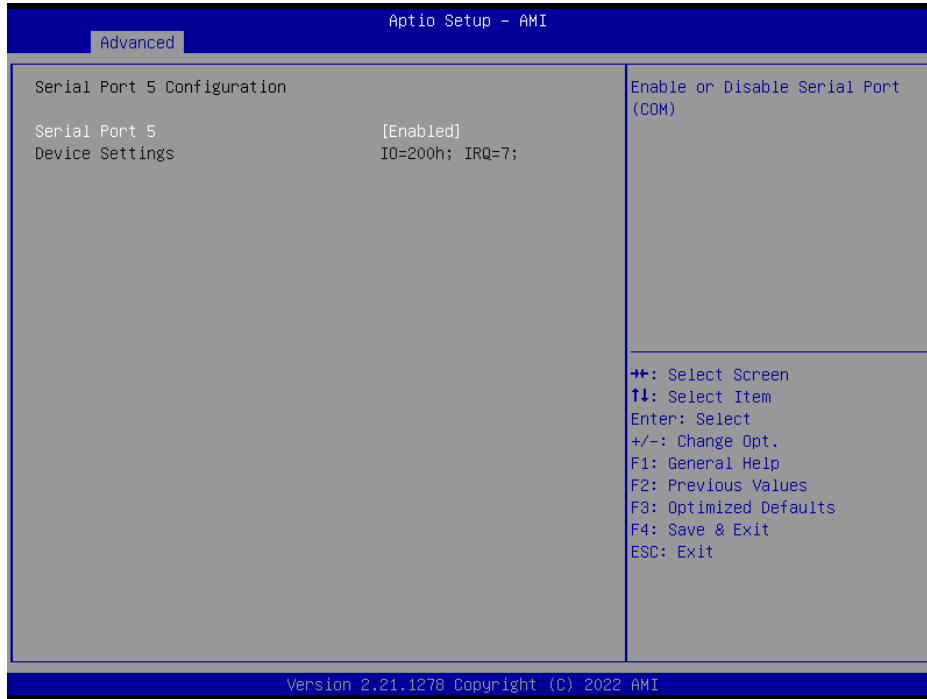 Aptio Setup - AMI
Advanced
Serial Port 5 Configuration
Serial Port 5 [Enabled]
Device Settings IO=200h; IRQ=7;
Enable or Disable Serial Port
(COM)
→←: Select Screen
↑↓: Select Item
Enter: Select
+/-: Change Opt.
F1: General Help
F2: Previous Values
F3: Optimized Defaults
F4: Save & Exit
ESC: Exit
Version 2.21.1278 Copyright (C) 2022 AMI